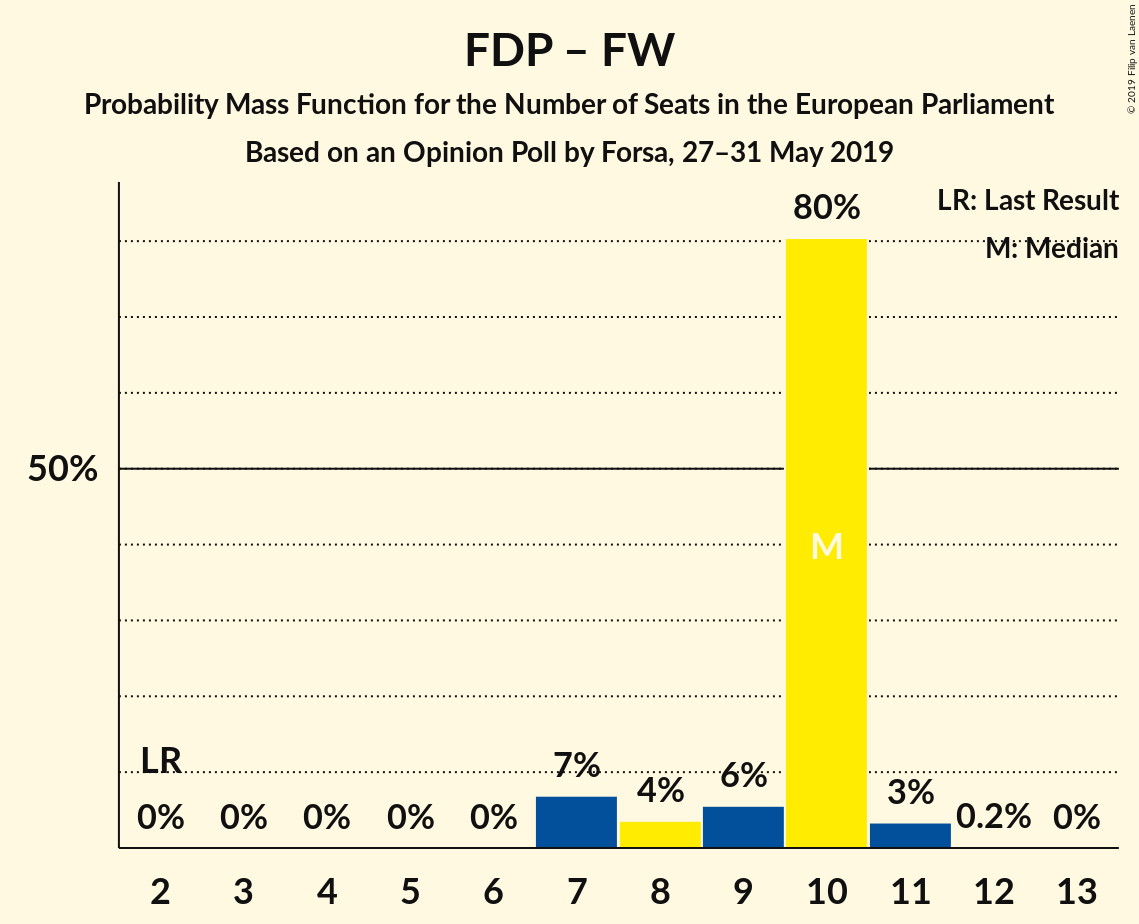 FDP – FW
Probability Mass Function for the Number of Seats in the European Parliament
Based on an Opinion Poll by Forsa, 27–31 May 2019
© 2019 Filip van Laenen
LR: Last Result
M: Median
80%
50%
M
LR
0% 0% 0% 0% 0% 7% 4% 6% 3% 0.2% 0%
2 3 4 5 6 7 8 9 10 11 12 13